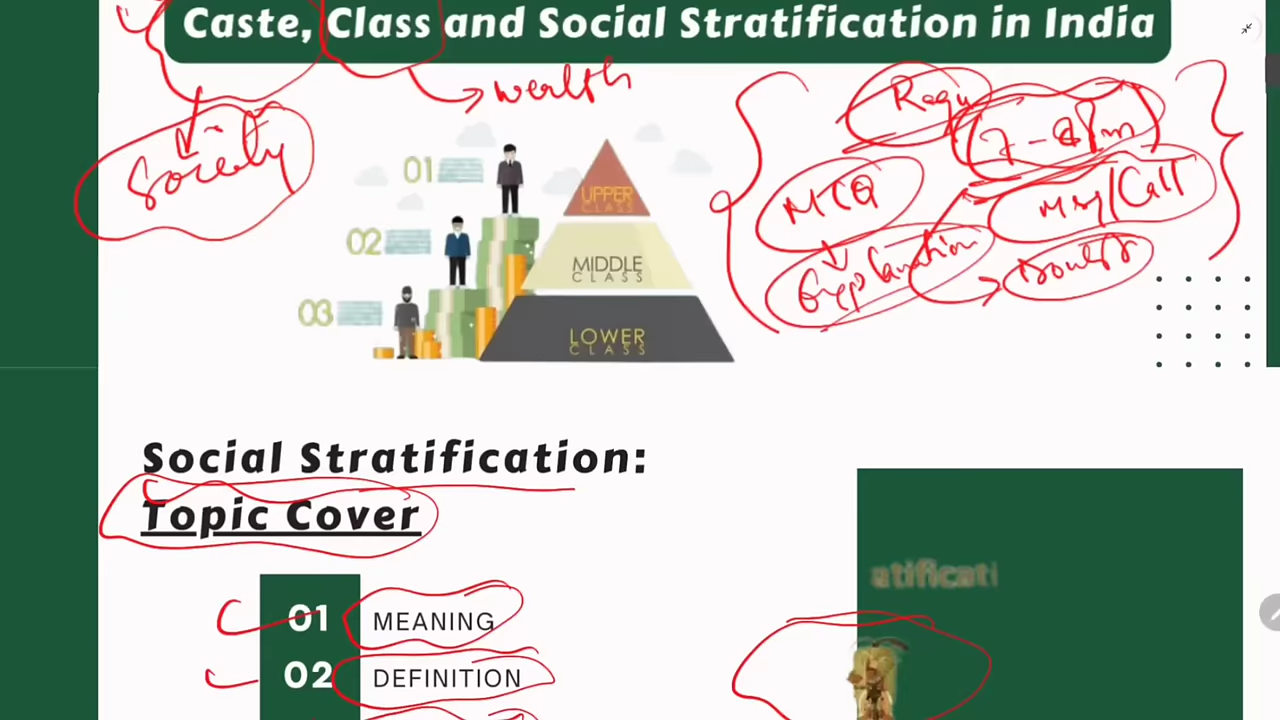 Caste, Class and Social Stratification in India
wealth
Society
7-8Pm
MCQ
Msg/Call
Explanation
Doubts
01
02
03
UPPER
CLASS
MIDDLE
CLASS
LOWER
CLASS
Social Stratification:
Topic Cover
01 MEANING
02 DEFINITION
atificati